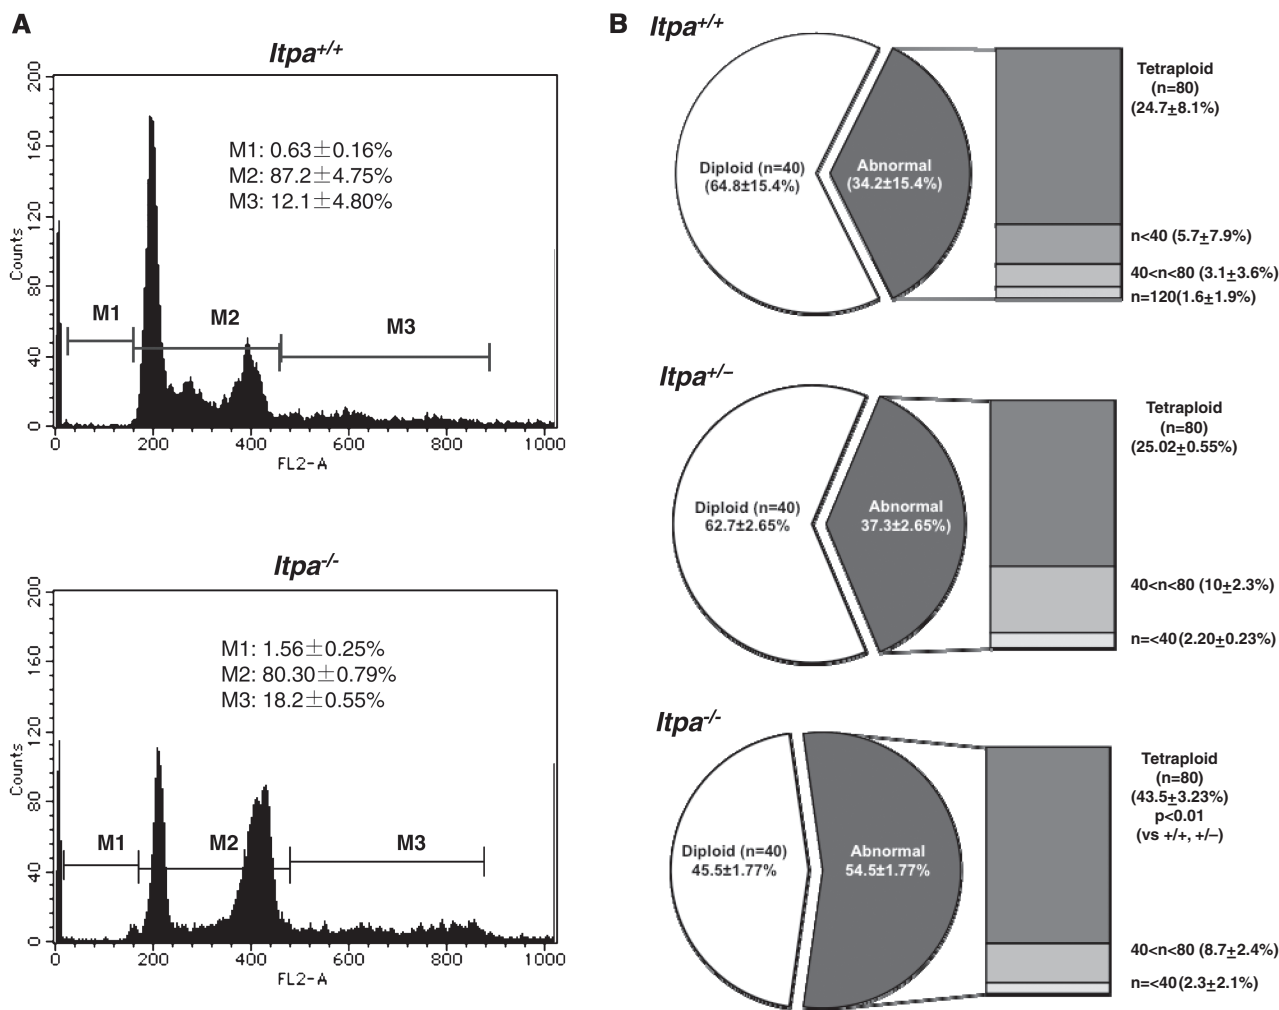 A
Itpa+/+
200
160
120
80
40
0
Counts
M1: 0.63±0.16%
M2: 87.2±4.75%
M3: 12.1±4.80%
M1
M2
M3
0 200 400 600 800 1000
FL2-A
Itpa-/-
200
160
120
80
40
0
Counts
M1: 1.56±0.25%
M2: 80.30±0.79%
M3: 18.2±0.55%
M1
M2
M3
0 200 400 600 800 1000
FL2-A
B
Itpa+/+
Diploid (n=40)
(64.8±15.4%)
Abnormal
(34.2±15.4%)
Tetraploid
(n=80)
(24.7±8.1%)
n<40 (5.7±7.9%)
40<n<80 (3.1±3.6%)
n=120(1.6±1.9%)
Itpa+/–
Diploid (n=40)
62.7±2.65%
Abnormal
37.3±2.65%)
Tetraploid
(n=80)
(25.02±0.55%)
40<n<80 (10±2.3%)
n=<40(2.20±0.23%)
Itpa-/-
Diploid (n=40)
45.5±1.77%
Abnormal
54.5±1.77%
Tetraploid
(n=80)
(43.5±3.23%)
p<0.01
(vs +/+, +/–)
40<n<80 (8.7±2.4%)
n=<40(2.3±2.1%)